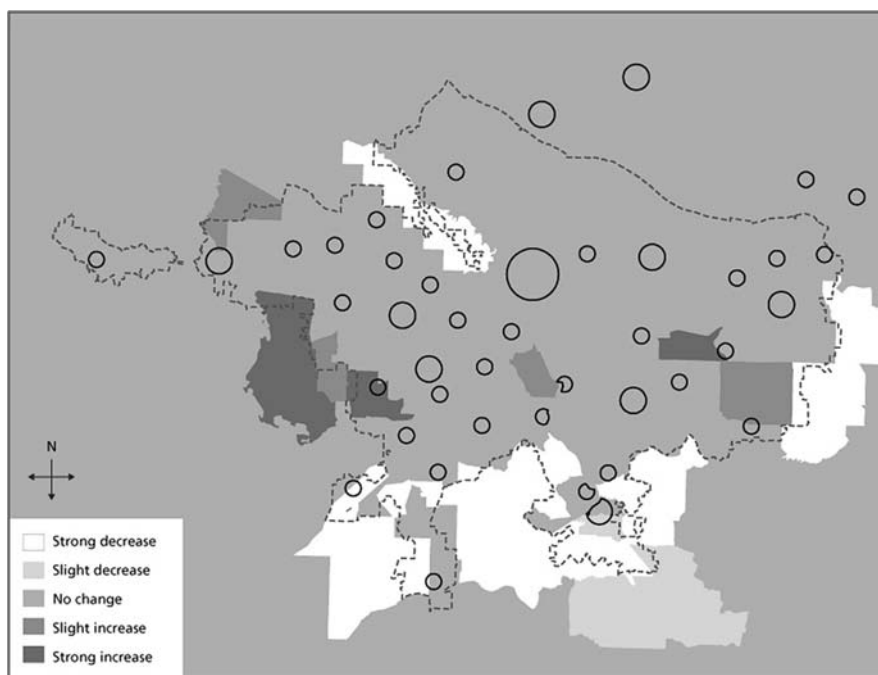 N
Strong decrease
Slight decrease
No change
Slight increase
Strong increase